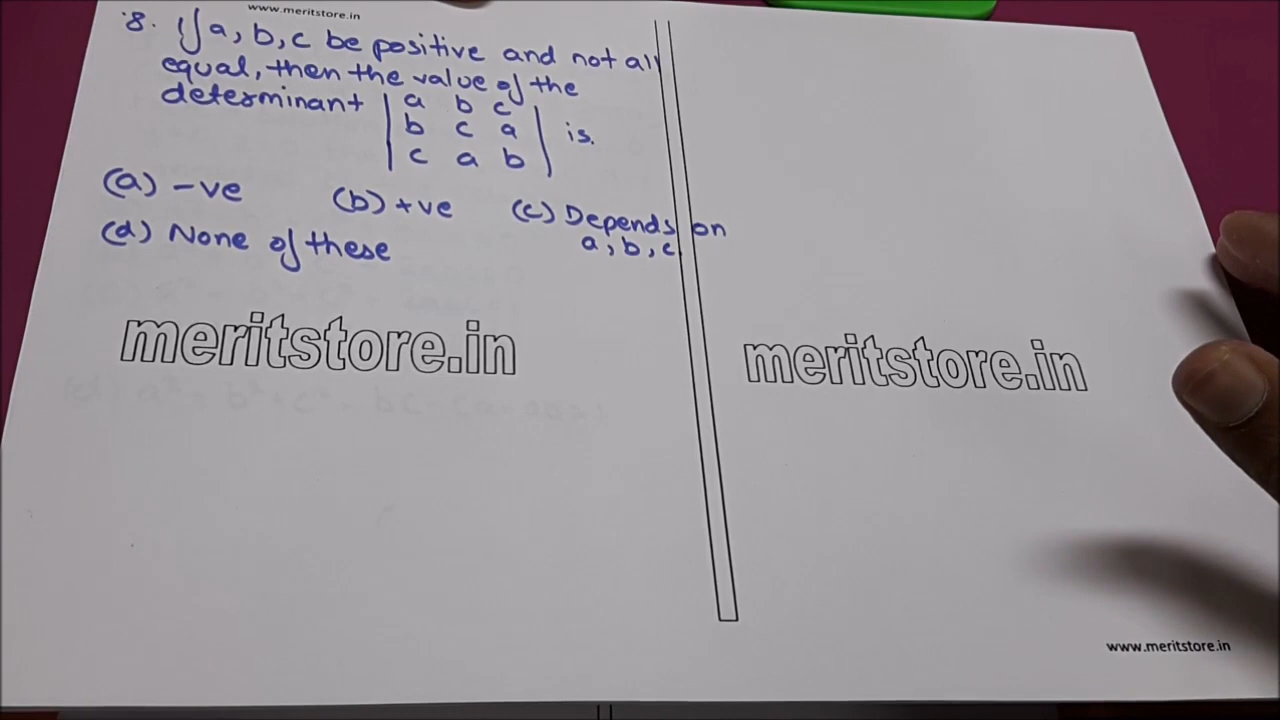 www.meritstore.in
8. If a, b, c be positive and not all
equal, then the value of the
determinant | a b c |
| b c a | is.
| c a b |
(a) -ve (b) +ve (c) Depends on
a, b, c
(d) None of these
meritstore.in
meritstore.in
www.meritstore.in